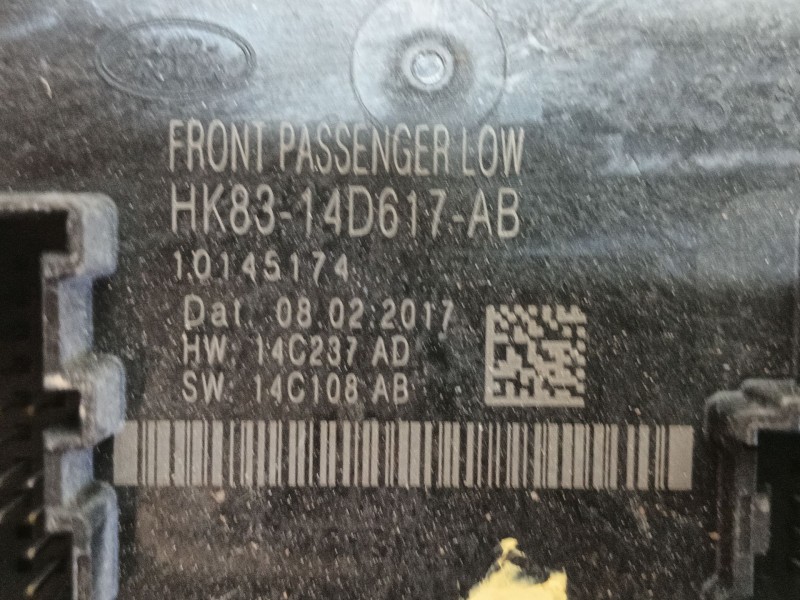 FRONT PASSENGER LOW
HK83-14D617-AB
10145174
Dat. 08.02.2017
HW: 14C237 AD
SW: 14C108 AB